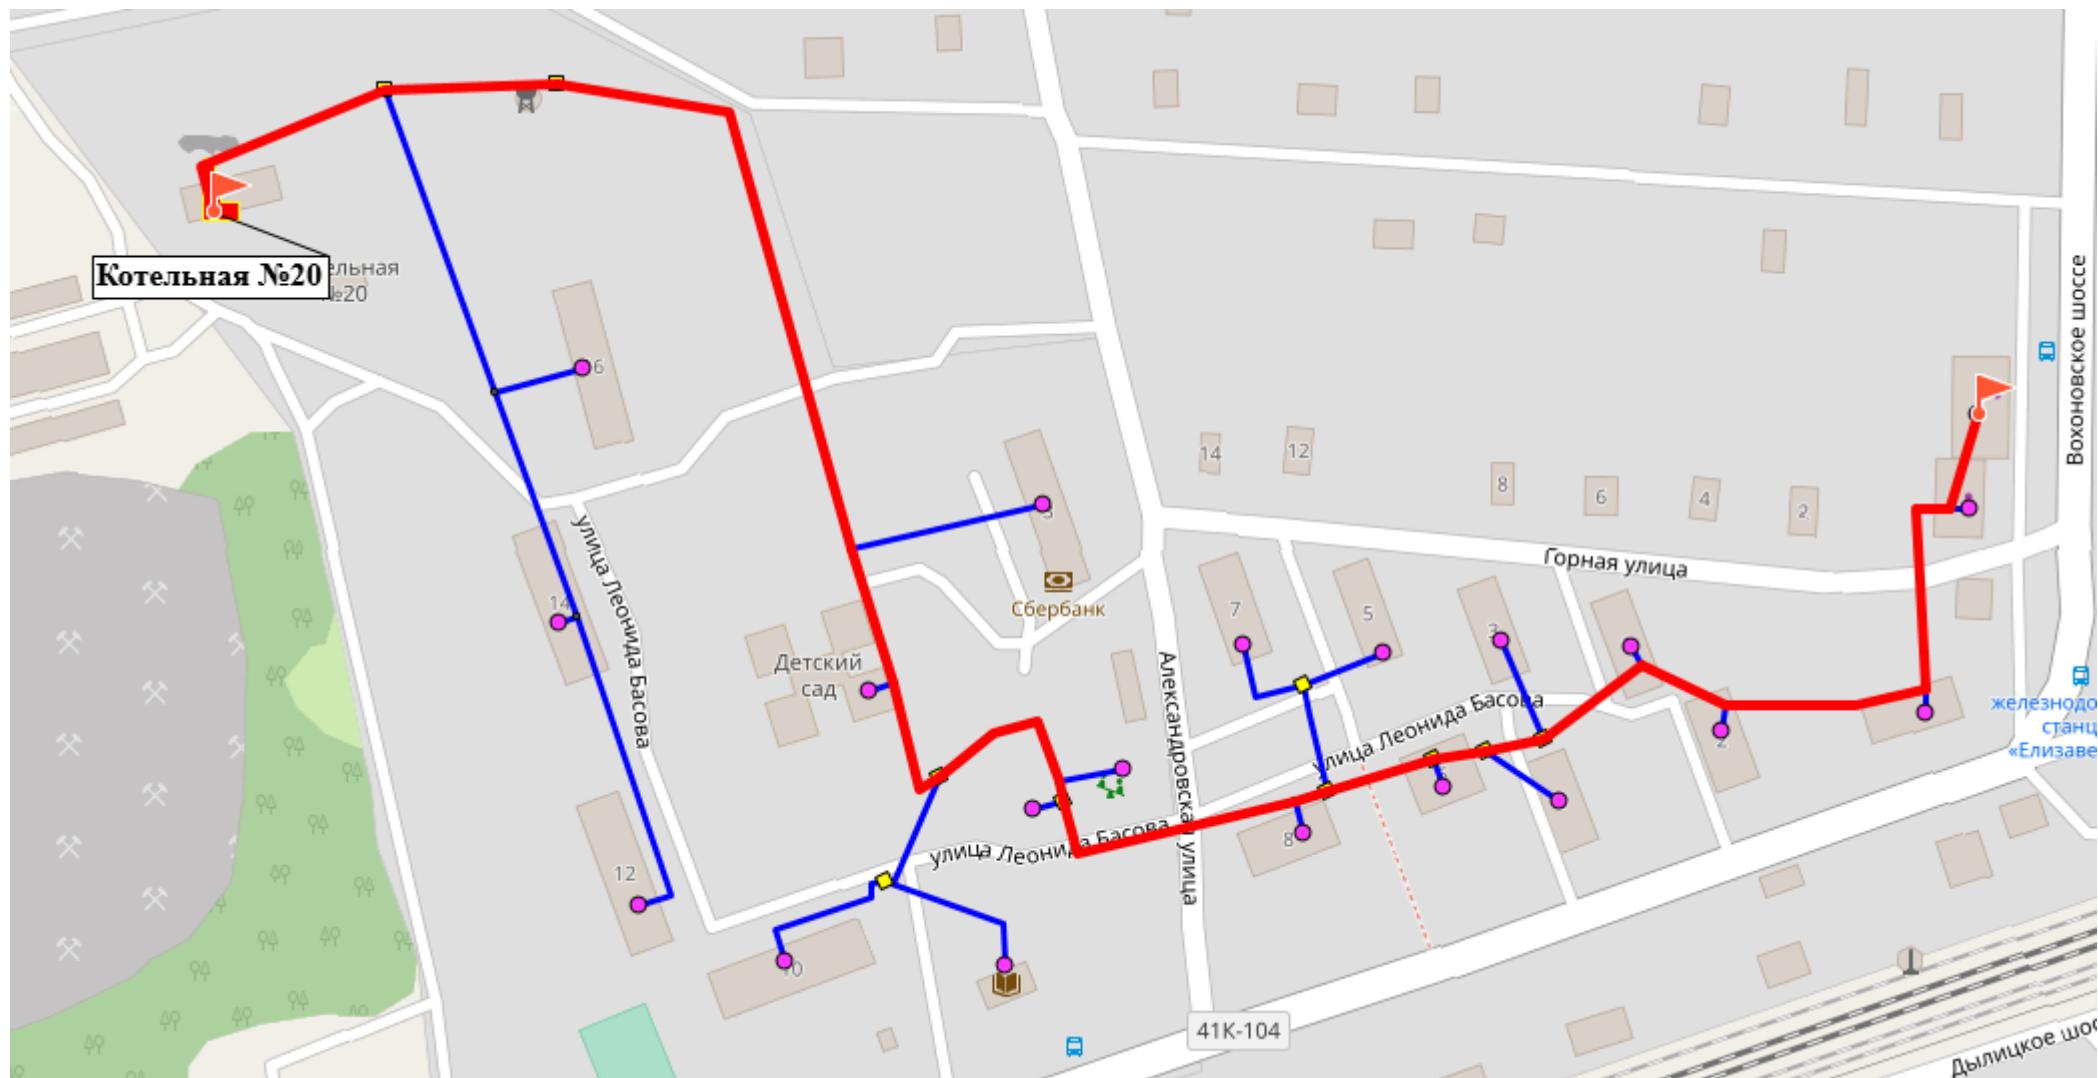 Котельная №20
ельная
№20
6
Вохоновское шоссе
14
12
8
6
4
2
Горная улица
улица Леонида Басова
Сбербанк
14
7
5
3
Детский
сад
Александровская улица
улица Леонида Басова
железнодо
станц
«Елизаве
2
улица Леонида Басова
8
12
10
41К-104
Дылицкое шос